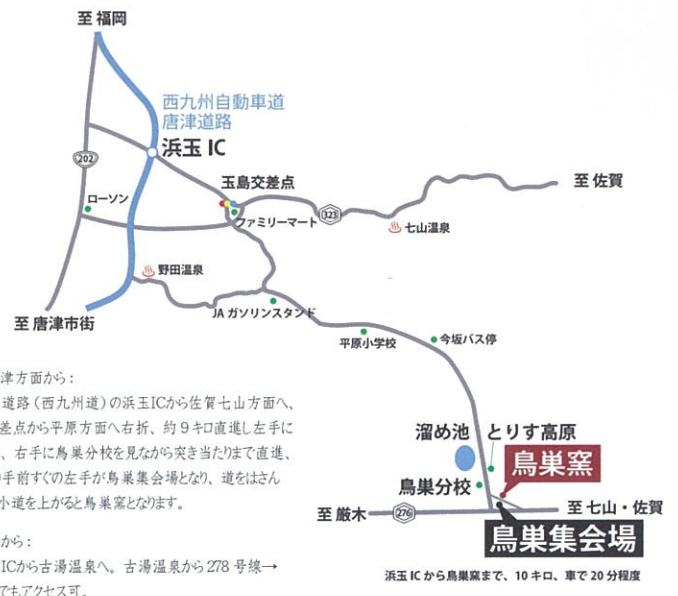 至 福岡
西九州自動車道
唐津道路
浜玉 IC
202
ローソン
玉島交差点
ファミリーマート
323
至 佐賀
七山温泉
野田温泉
至 唐津市街
JA ガソリンスタンド
平原小学校
今坂バス停
津方面から：
道路（西九州道）の浜玉ICから佐賀七山方面へ、
差点から平原方面へ右折、約９キロ直進し左手に
、右手に鳥巣分校を見ながら突き当たりまで直進、
手前すぐの左手が鳥巣集会場となり、道をはさん
小道を上がると鳥巣窯となります。
溜め池
とりす高原
鳥巣窯
鳥巣分校
至 厳木
276
至 七山・佐賀
鳥巣集会場
から：
ICから古湯温泉へ。古湯温泉から278号線→
でもアクセス可。
浜玉 IC から鳥巣窯まで、10 キロ、車で 20 分程度